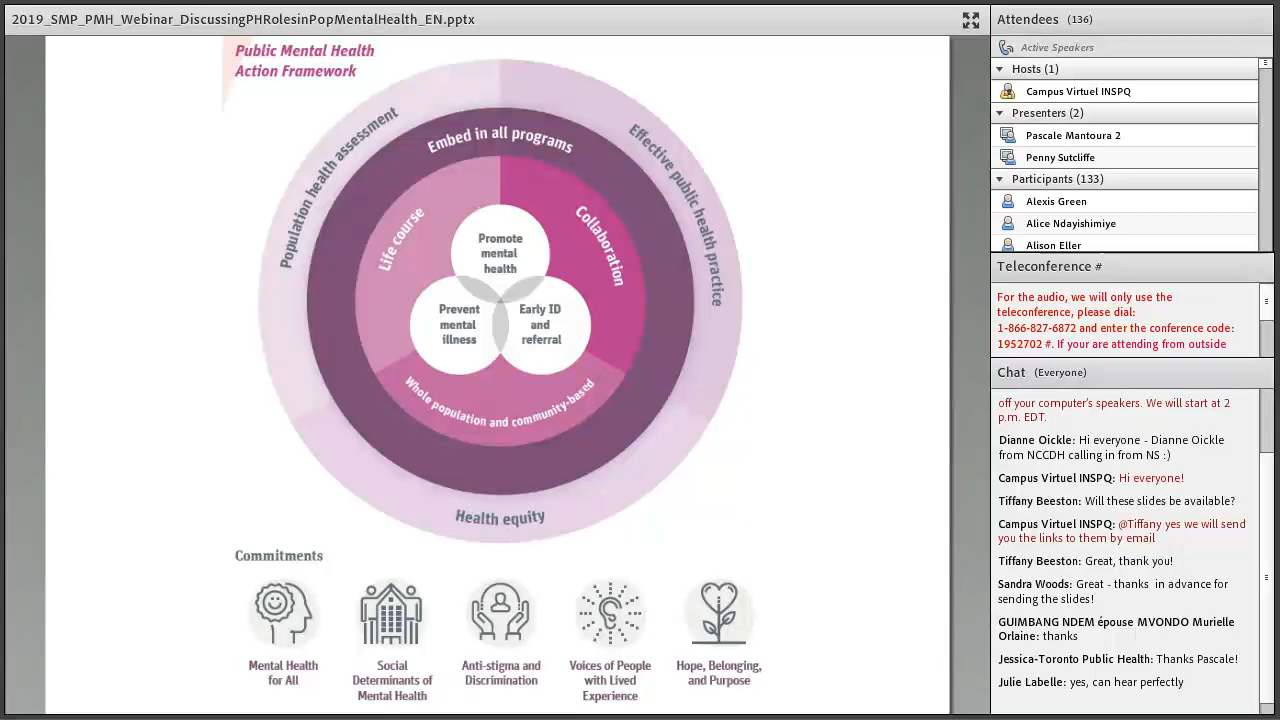 2019_SMP_PMH_Webinar_DiscussingPHRolesinPopMentalHealth_EN.pptx
Public Mental Health
Action Framework
Population health assessment
Effective public health practice
Embed in all programs
Life course
Collaboration
Promote
mental
health
Prevent
mental
illness
Early ID
and
referral
Whole population and community-based
Health equity
Commitments
Mental Health
for All
Social
Determinants of
Mental Health
Anti-stigma and
Discrimination
Voices of People
with Lived
Experience
Hope, Belonging,
and Purpose
Attendees (136)
Active Speakers
Hosts (1)
Campus Virtuel INSPQ
Presenters (2)
Pascale Mantoura 2
Penny Sutcliffe
Participants (133)
Alexis Green
Alice Ndayishimiye
Alison Eller
Teleconference #
For the audio, we will only use the
teleconference, please dial:
1-866-827-6872 and enter the conference code:
1952702 #. If your are attending from outside
Chat (Everyone)
off your computer's speakers. We will start at 2
p.m. EDT.
Dianne Oickle: Hi everyone - Dianne Oickle
from NCCDH calling in from NS :)
Campus Virtuel INSPQ: Hi everyone!
Tiffany Beeston: Will these slides be available?
Campus Virtuel INSPQ: @Tiffany yes we will send
you the links to them by email
Tiffany Beeston: Great, thank you!
Sandra Woods: Great - thanks in advance for
sending the slides!
GUIMBANG NDEM épouse MVONDO Murielle
Orlaine: thanks
Jessica-Toronto Public Health: Thanks Pascale!
Julie Labelle: yes, can hear perfectly